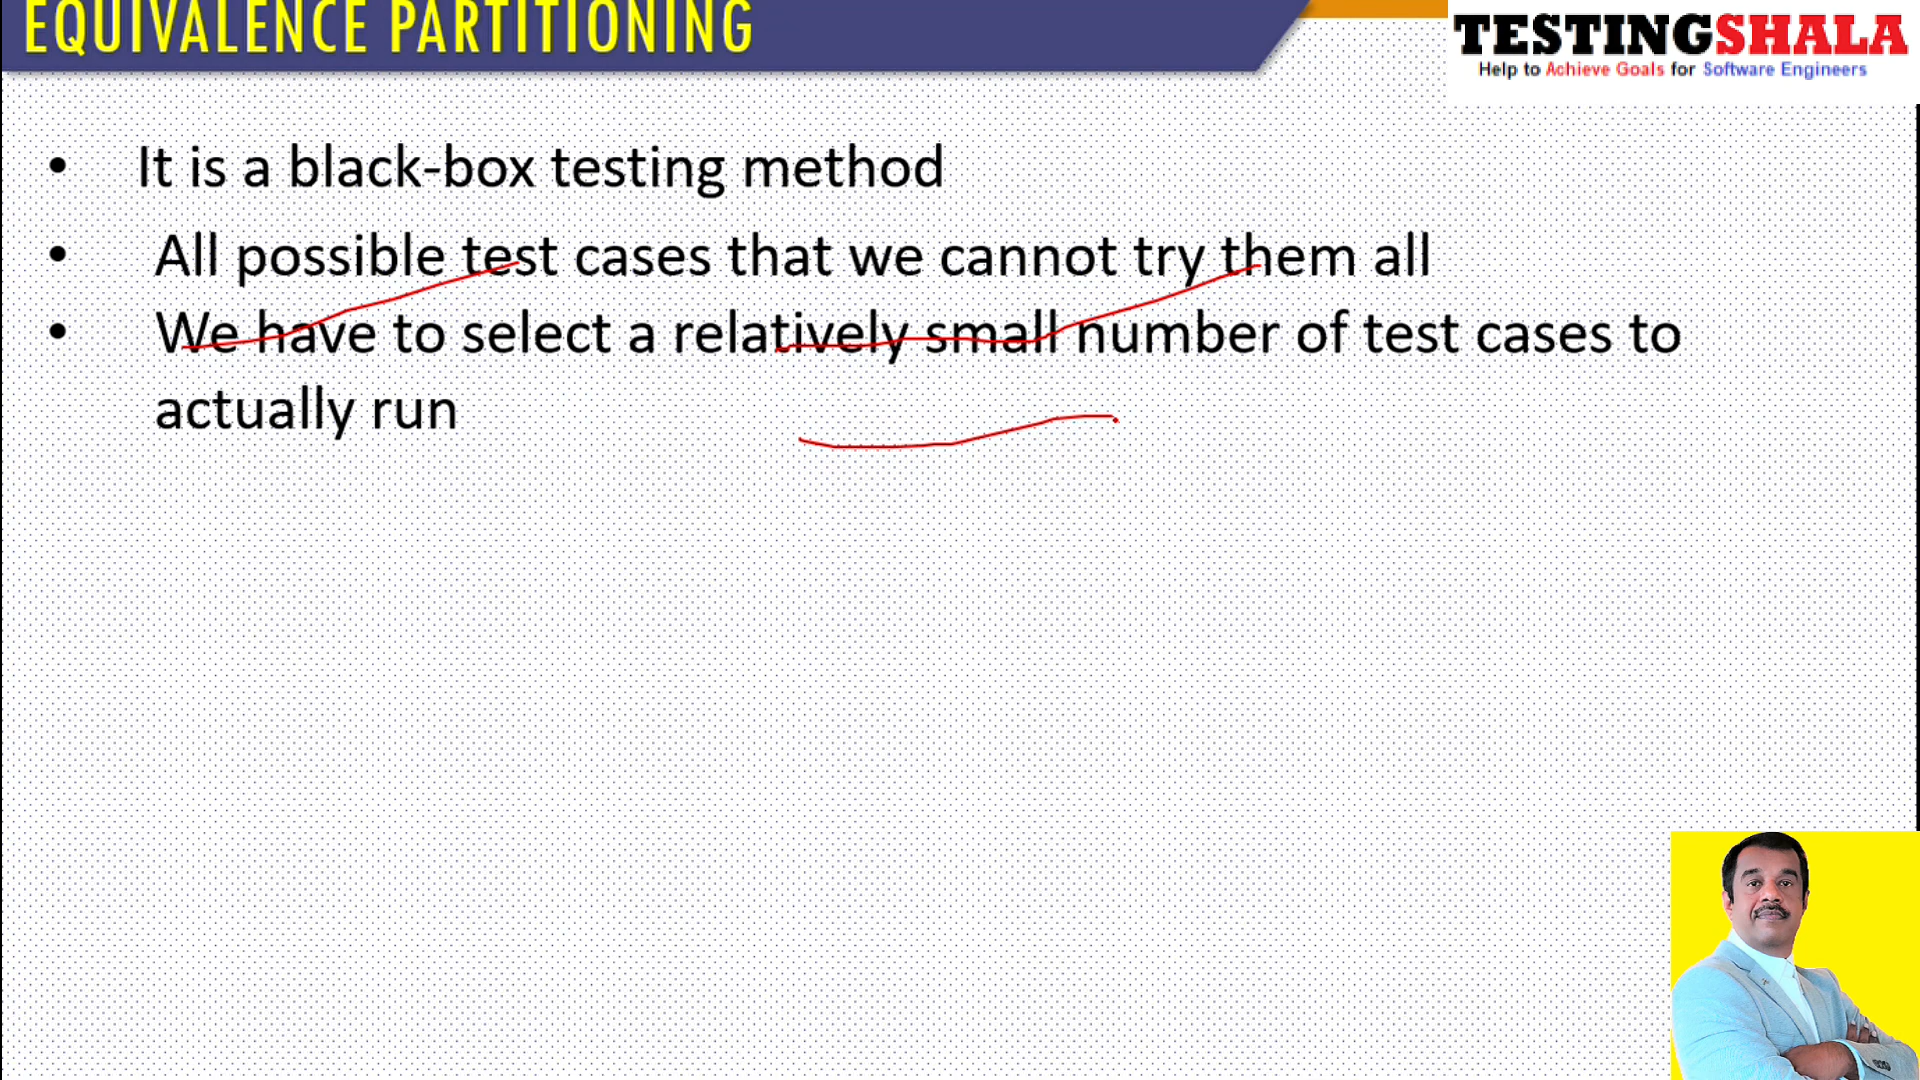 EQUIVALENCE PARTITIONING
TESTINGSHALA
Help to Achieve Goals for Software Engineers
• It is a black-box testing method
• All possible test cases that we cannot try them all
• We have to select a relatively small number of test cases to
actually run